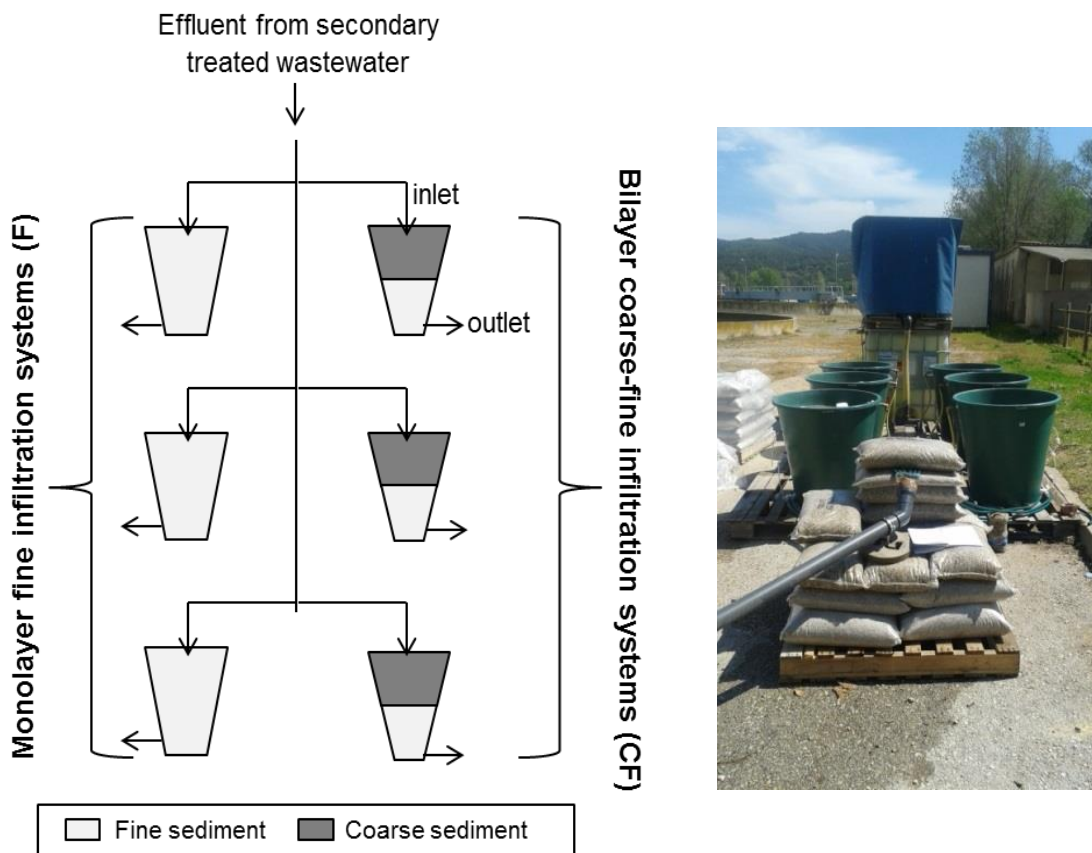 Effluent from secondary
treated wastewater
inlet
outlet
Monolayer fine infiltration systems (F)
Bilayer coarse-fine infiltration systems (CF)
Fine sediment
Coarse sediment